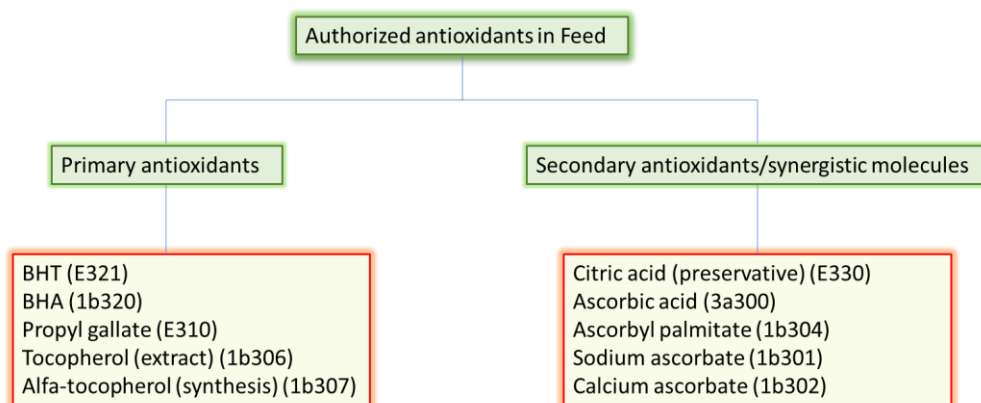 Authorized antioxidants in Feed
Primary antioxidants
Secondary antioxidants/synergistic molecules
BHT (E321)
BHA (1b320)
Propyl gallate (E310)
Tocopherol (extract) (1b306)
Alfa-tocopherol (synthesis) (1b307)
Citric acid (preservative) (E330)
Ascorbic acid (3a300)
Ascorbyl palmitate (1b304)
Sodium ascorbate (1b301)
Calcium ascorbate (1b302)